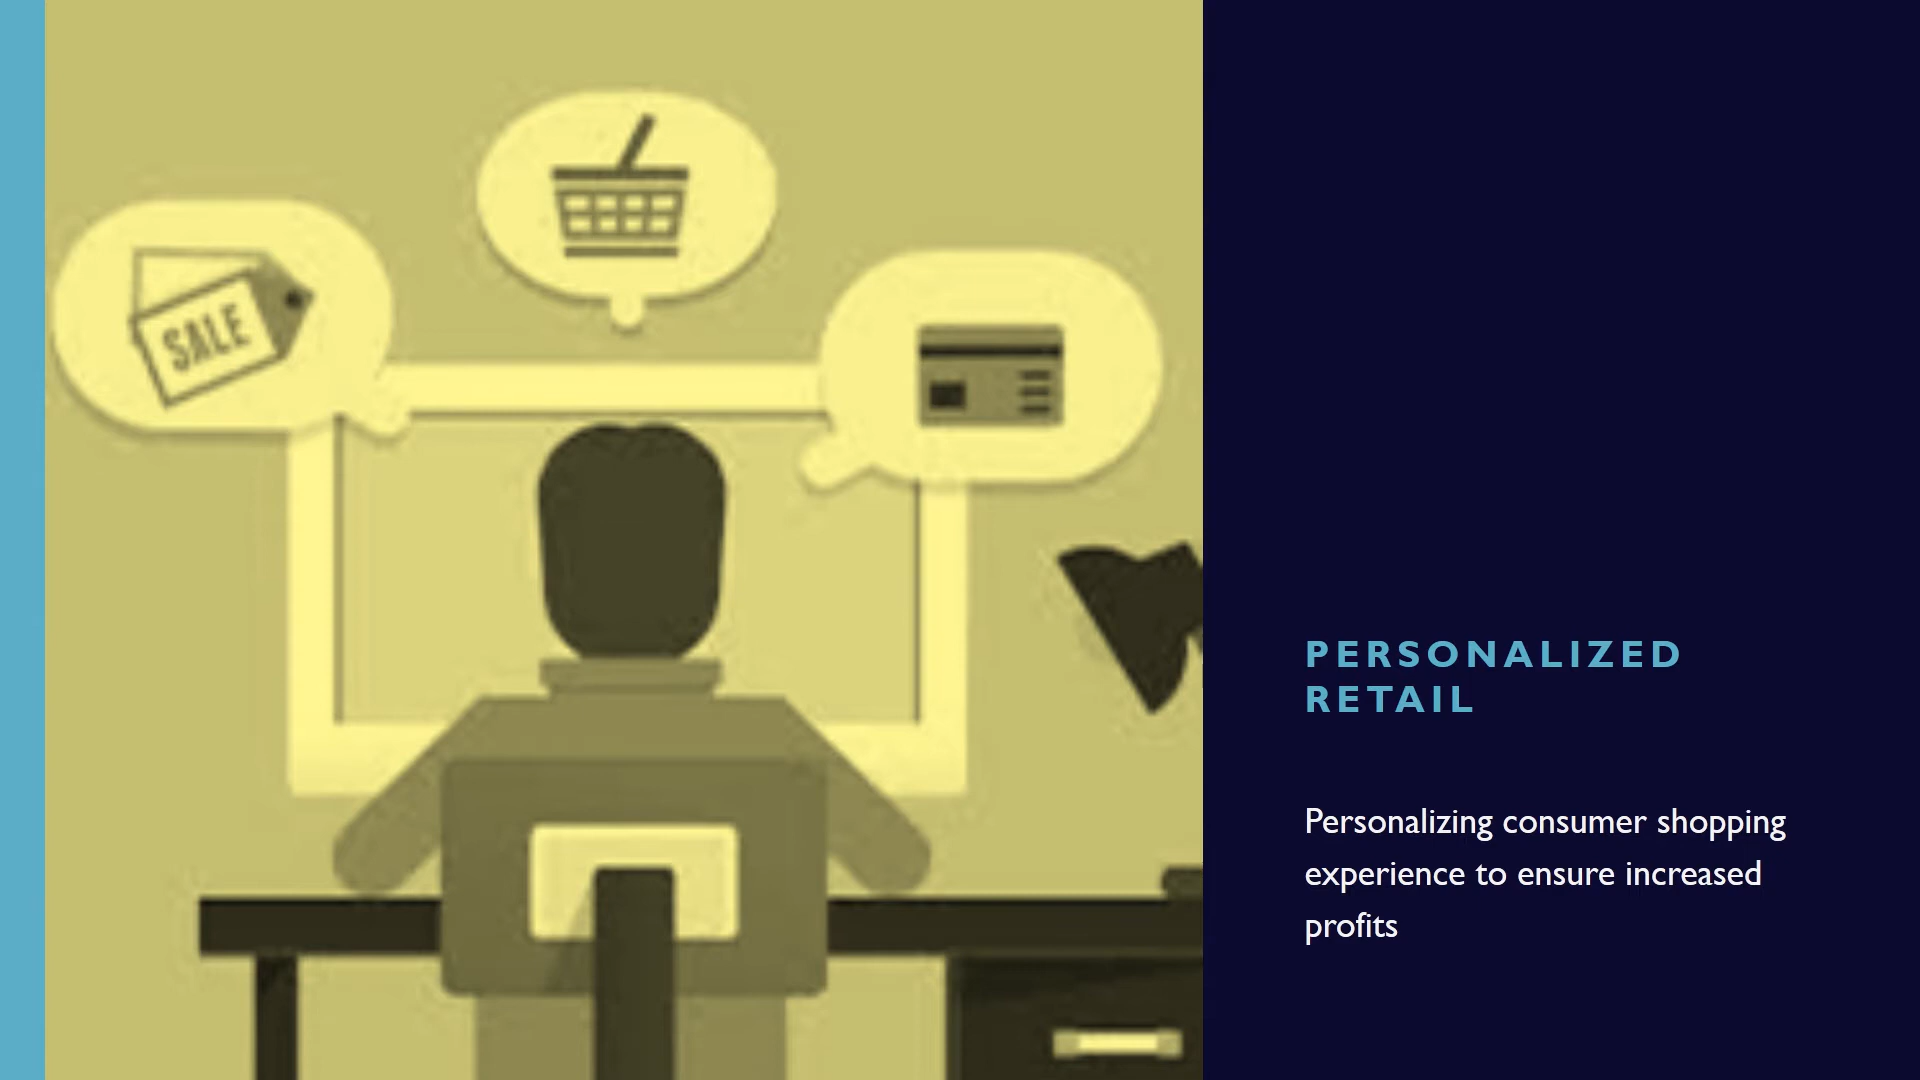 SALE
PERSONALIZED
RETAIL
Personalizing consumer shopping
experience to ensure increased
profits